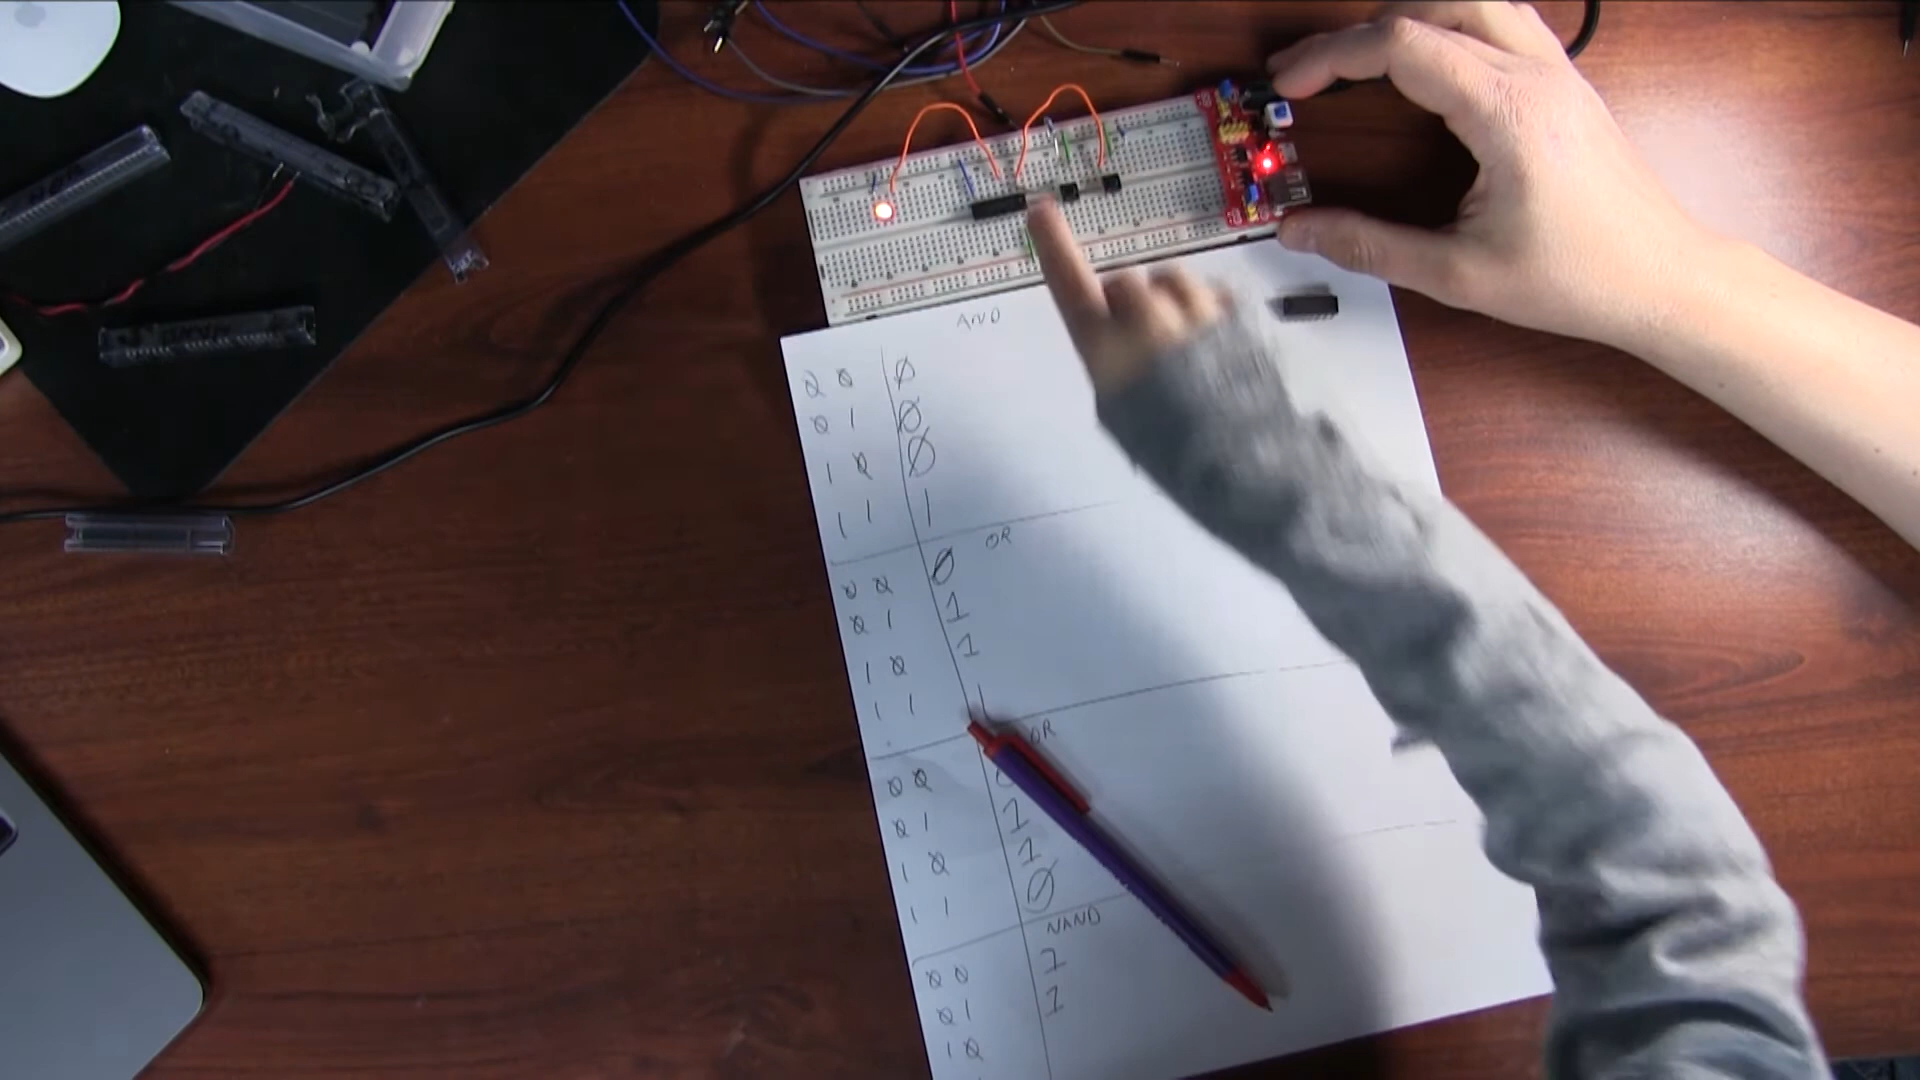 AND
0 0 0
0 1 0
1 0 0
1 1 1
OR
0 0 0
0 1 1
1 0 1
1 1 1
OR
0 0
0 1 1
1 0 1
1 1 0
NAND
0 0 1
0 1 1
1 0